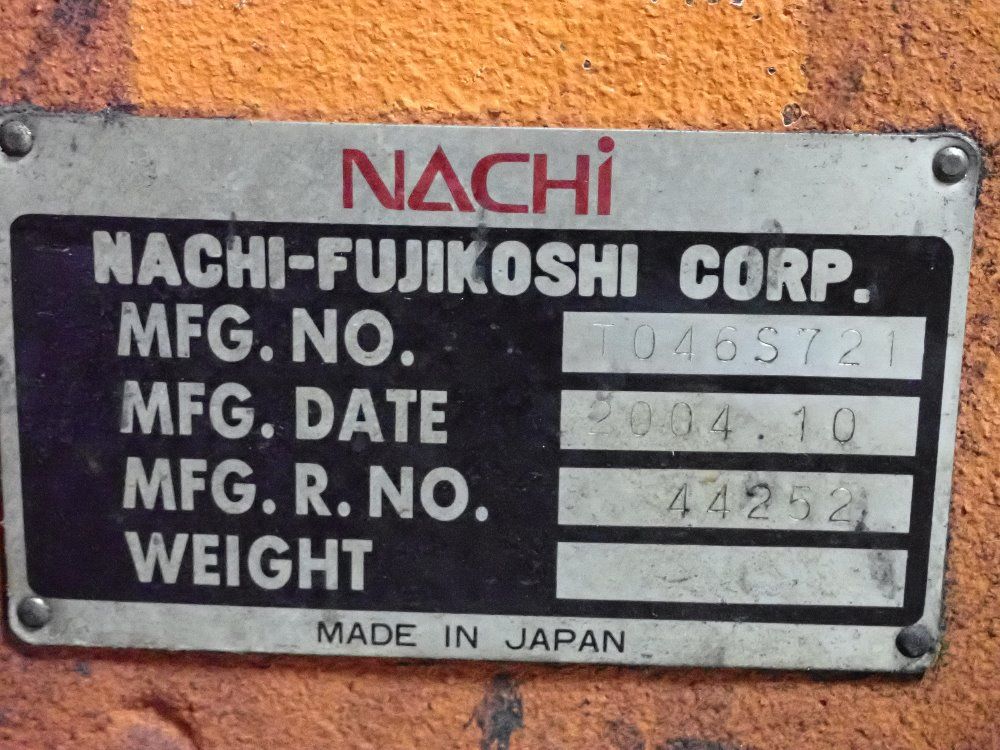 NACHi
NACHI-FUJIKOSHI CORP.
MFG. NO. T046S721
MFG. DATE 2004.10
MFG. R. NO. 44252
WEIGHT
MADE IN JAPAN